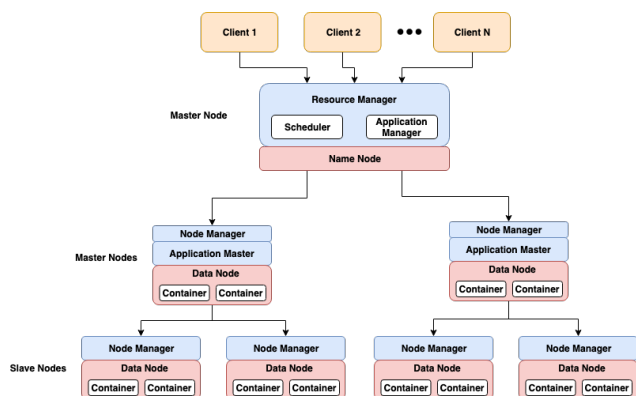 Client 1
Client 2
Client N
Master Node
Resource Manager
Scheduler
Application
Manager
Name Node
Master Nodes
Node Manager
Application Master
Data Node
Container
Container
Node Manager
Application Master
Data Node
Container
Container
Slave Nodes
Node Manager
Data Node
Container
Container
Node Manager
Data Node
Container
Container
Node Manager
Data Node
Container
Container
Node Manager
Data Node
Container
Container